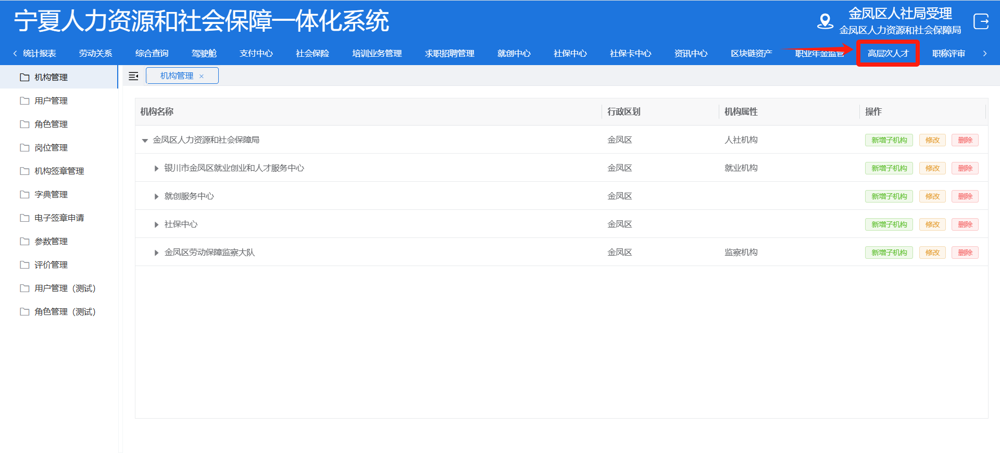 宁夏人力资源和社会保障一体化系统
金凤区人社局受理
金凤区人力资源和社会保障局
统计报表 劳动关系 综合查询 驾驶舱 支付中心 社会保险 培训业务管理 求职招聘管理 就创中心 社保中心 社保卡中心 资讯中心 区块链资产 职业年金监管 高层次人才 职称评审
机构管理
用户管理
角色管理
岗位管理
机构签章管理
字典管理
电子签章申请
参数管理
评价管理
用户管理（测试）
角色管理（测试）
机构管理 ×
机构名称 行政区划 机构属性 操作
金凤区人力资源和社会保障局 金凤区 人社机构 新增子机构 修改 删除
银川市金凤区就业创业和人才服务中心 金凤区 就业机构 新增子机构 修改 删除
就创服务中心 金凤区 新增子机构 修改 删除
社保中心 金凤区 新增子机构 修改 删除
金凤区劳动保障监察大队 金凤区 监察机构 新增子机构 修改 删除